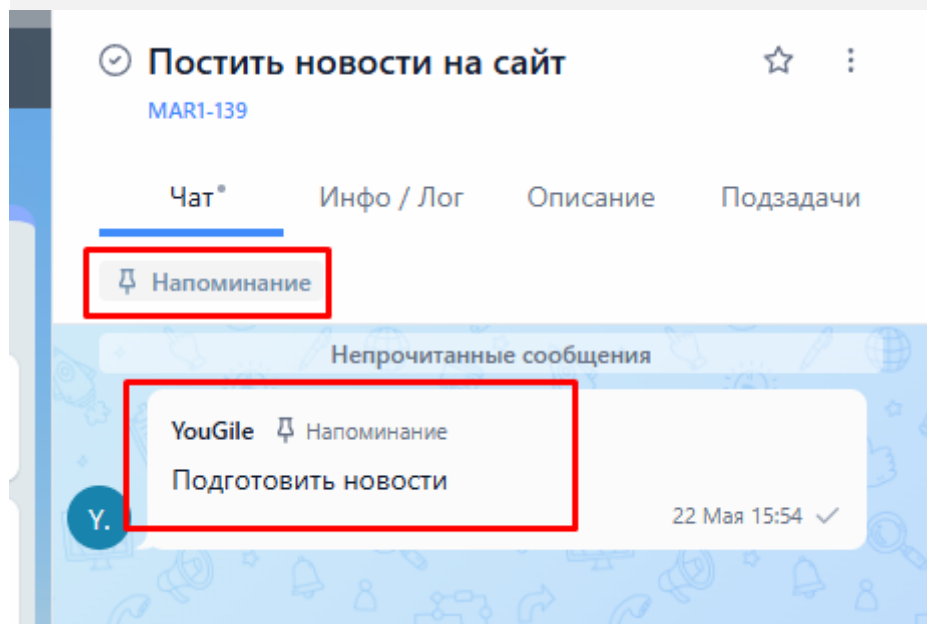 Постить новости на сайт
MAR1-139
Чат Инфо / Лог Описание Подзадачи
Напоминание
Непрочитанные сообщения
YouGile Напоминание
Подготовить новости
Y. 22 Мая 15:54